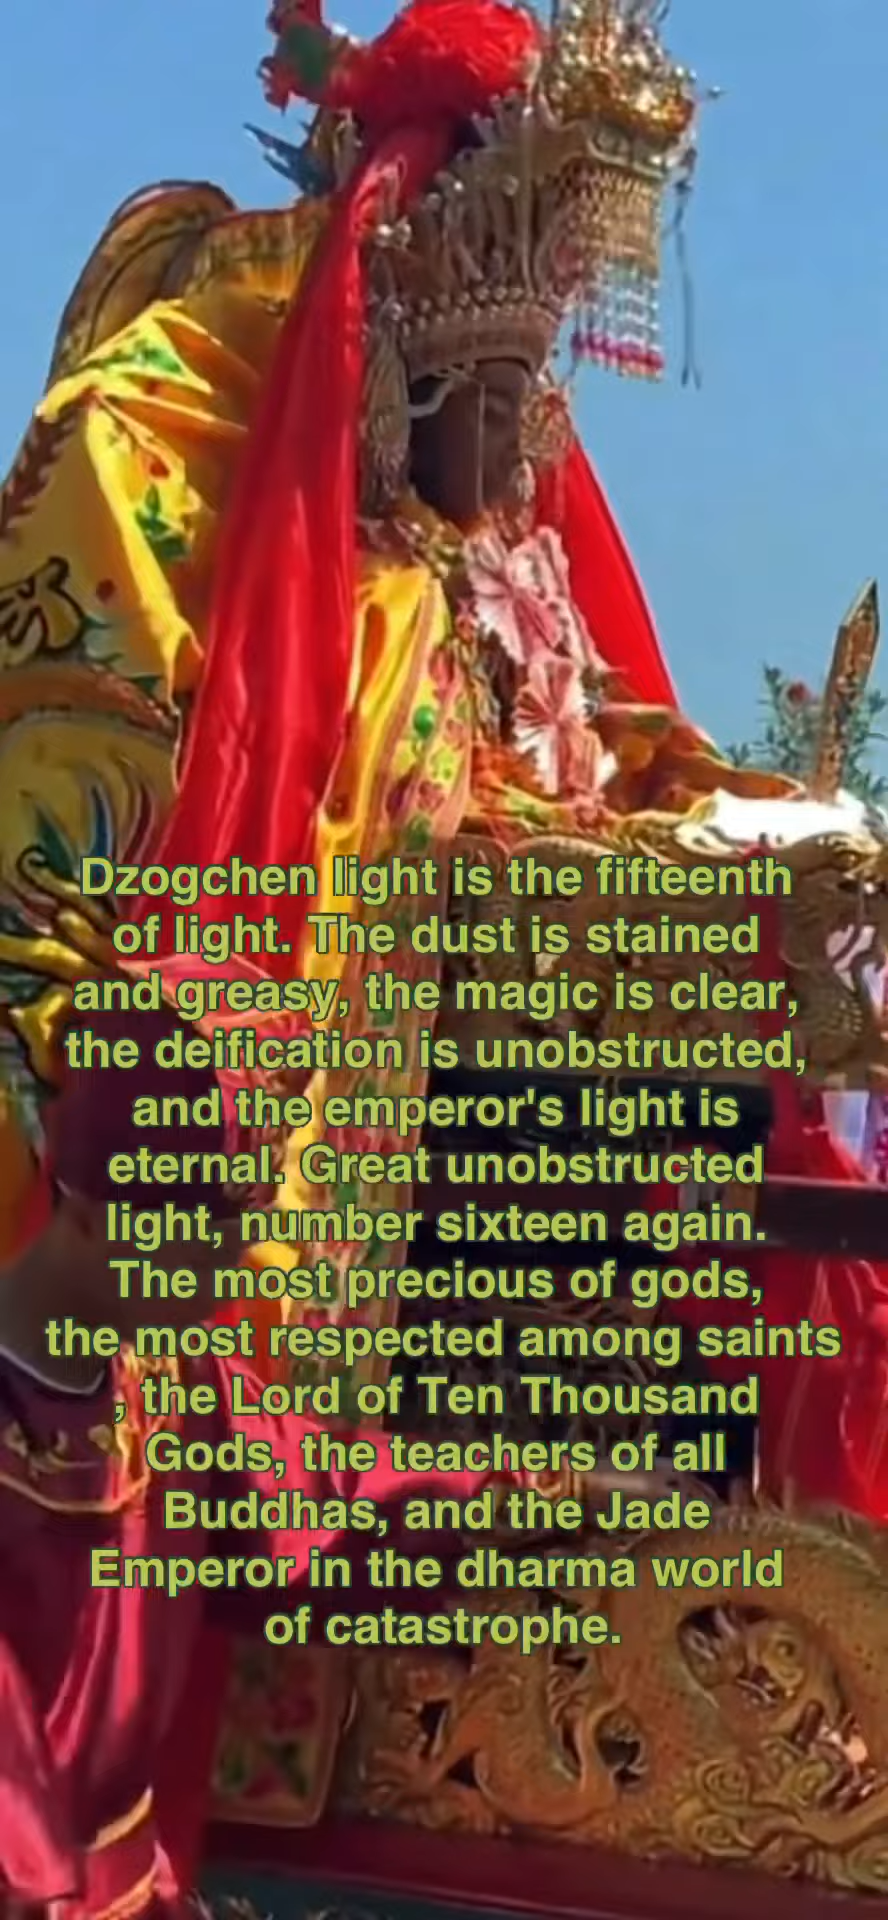 Dzogchen light is the fifteenth
of light. The dust is stained
and greasy, the magic is clear,
the deification is unobstructed,
and the emperor's light is
eternal. Great unobstructed
light, number sixteen again.
The most precious of gods,
the most respected among saints
, the Lord of Ten Thousand
Gods, the teachers of all
Buddhas, and the Jade
Emperor in the dharma world
of catastrophe.